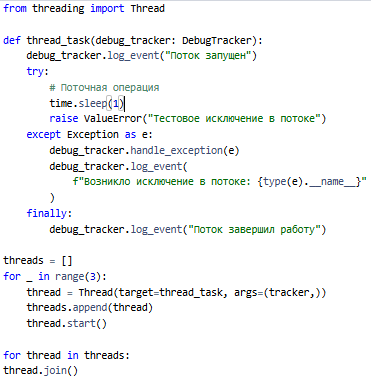 from threading import Thread

def thread_task(debug_tracker: DebugTracker):
    debug_tracker.log_event("Поток запущен")
    try:
        # Поточная операция
        time.sleep(1)
        raise ValueError("Тестовое исключение в потоке")
    except Exception as e:
        debug_tracker.handle_exception(e)
        debug_tracker.log_event(
            f"Возникло исключение в потоке: {type(e).__name__}"
        )
    finally:
        debug_tracker.log_event("Поток завершил работу")

threads = []
for _ in range(3):
    thread = Thread(target=thread_task, args=(tracker,))
    threads.append(thread)
    thread.start()

for thread in threads:
thread.join()